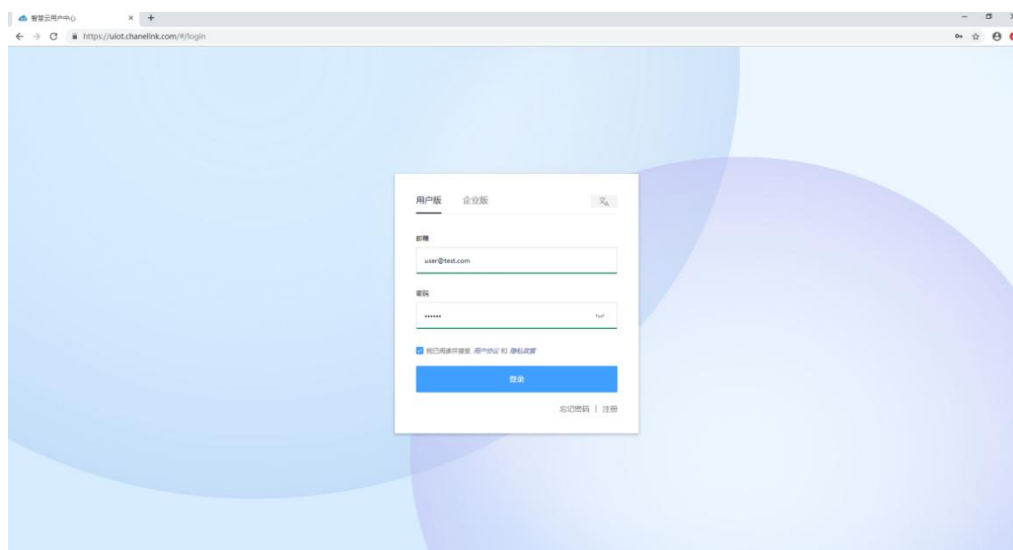 智慧云用户中心
https://uiot.chanelink.com/#/login
用户版 企业版
邮箱
user@test.com
密码
••••••
我已阅读并接受 用户协议 和 隐私政策
登录
忘记密码 | 注册